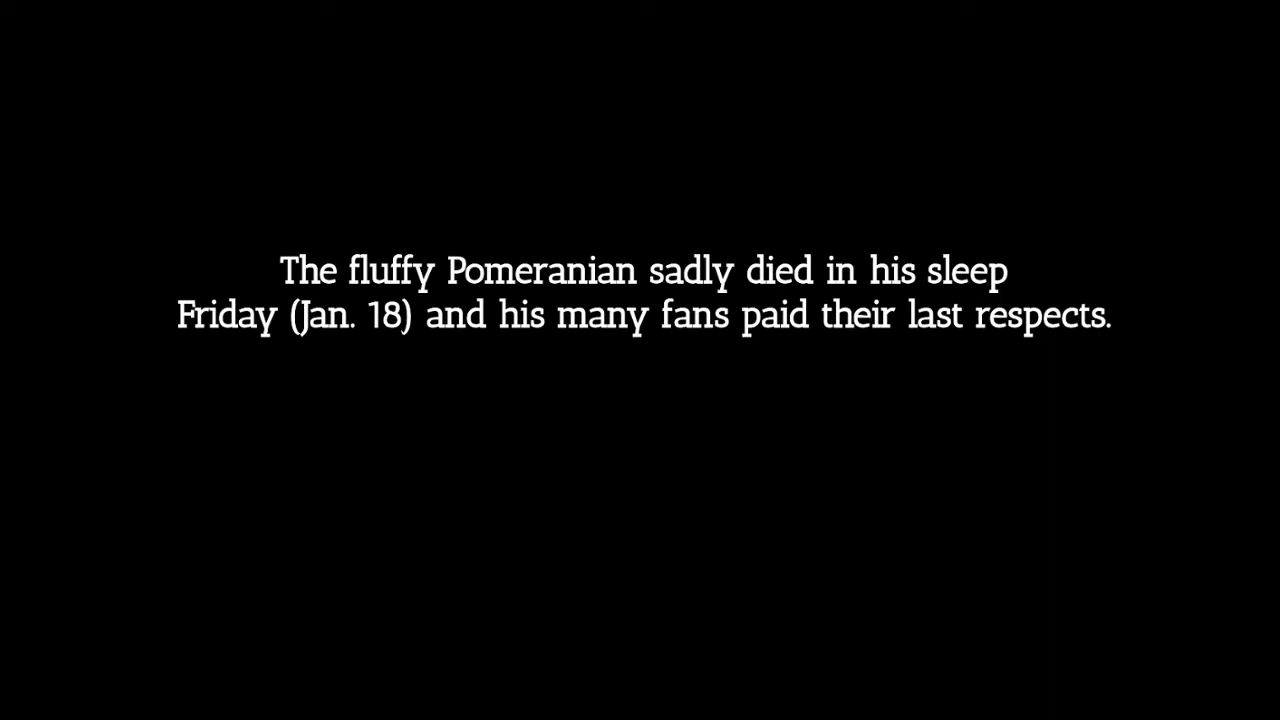 The fluffy Pomeranian sadly died in his sleep
Friday (Jan. 18) and his many fans paid their last respects.